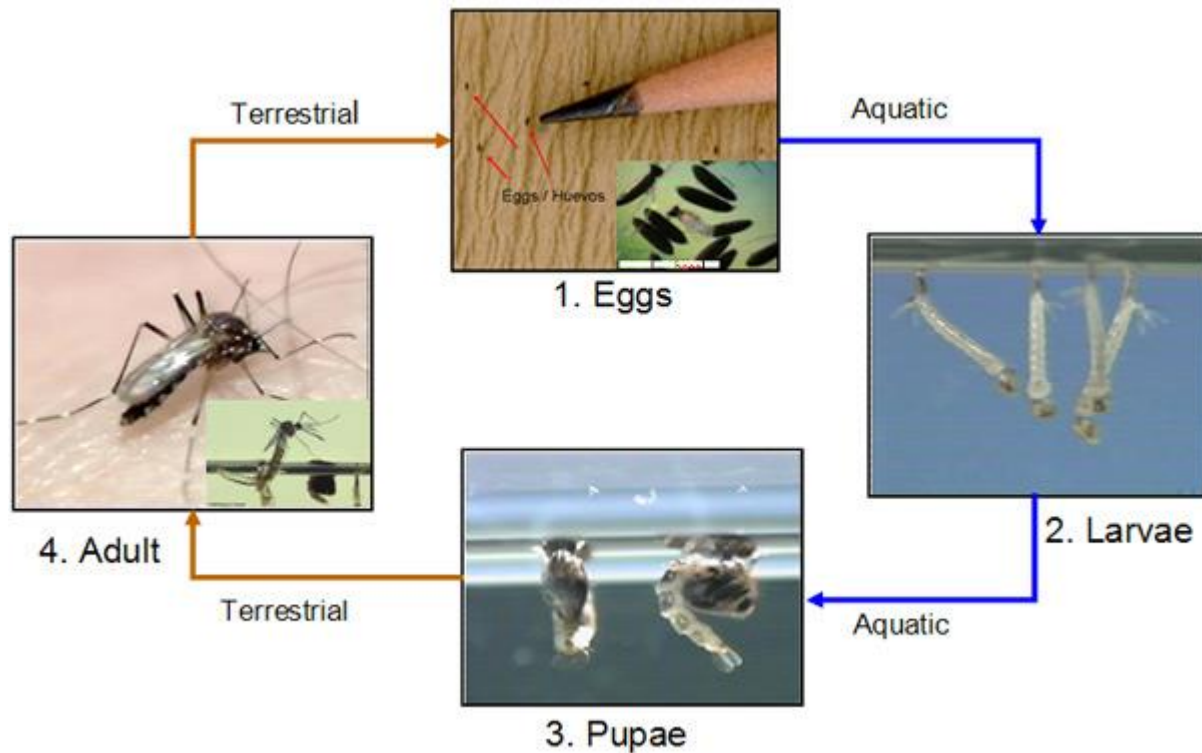 Terrestrial
Aquatic
Eggs / Huevos
1. Eggs
2. Larvae
4. Adult
Terrestrial
Aquatic
3. Pupae